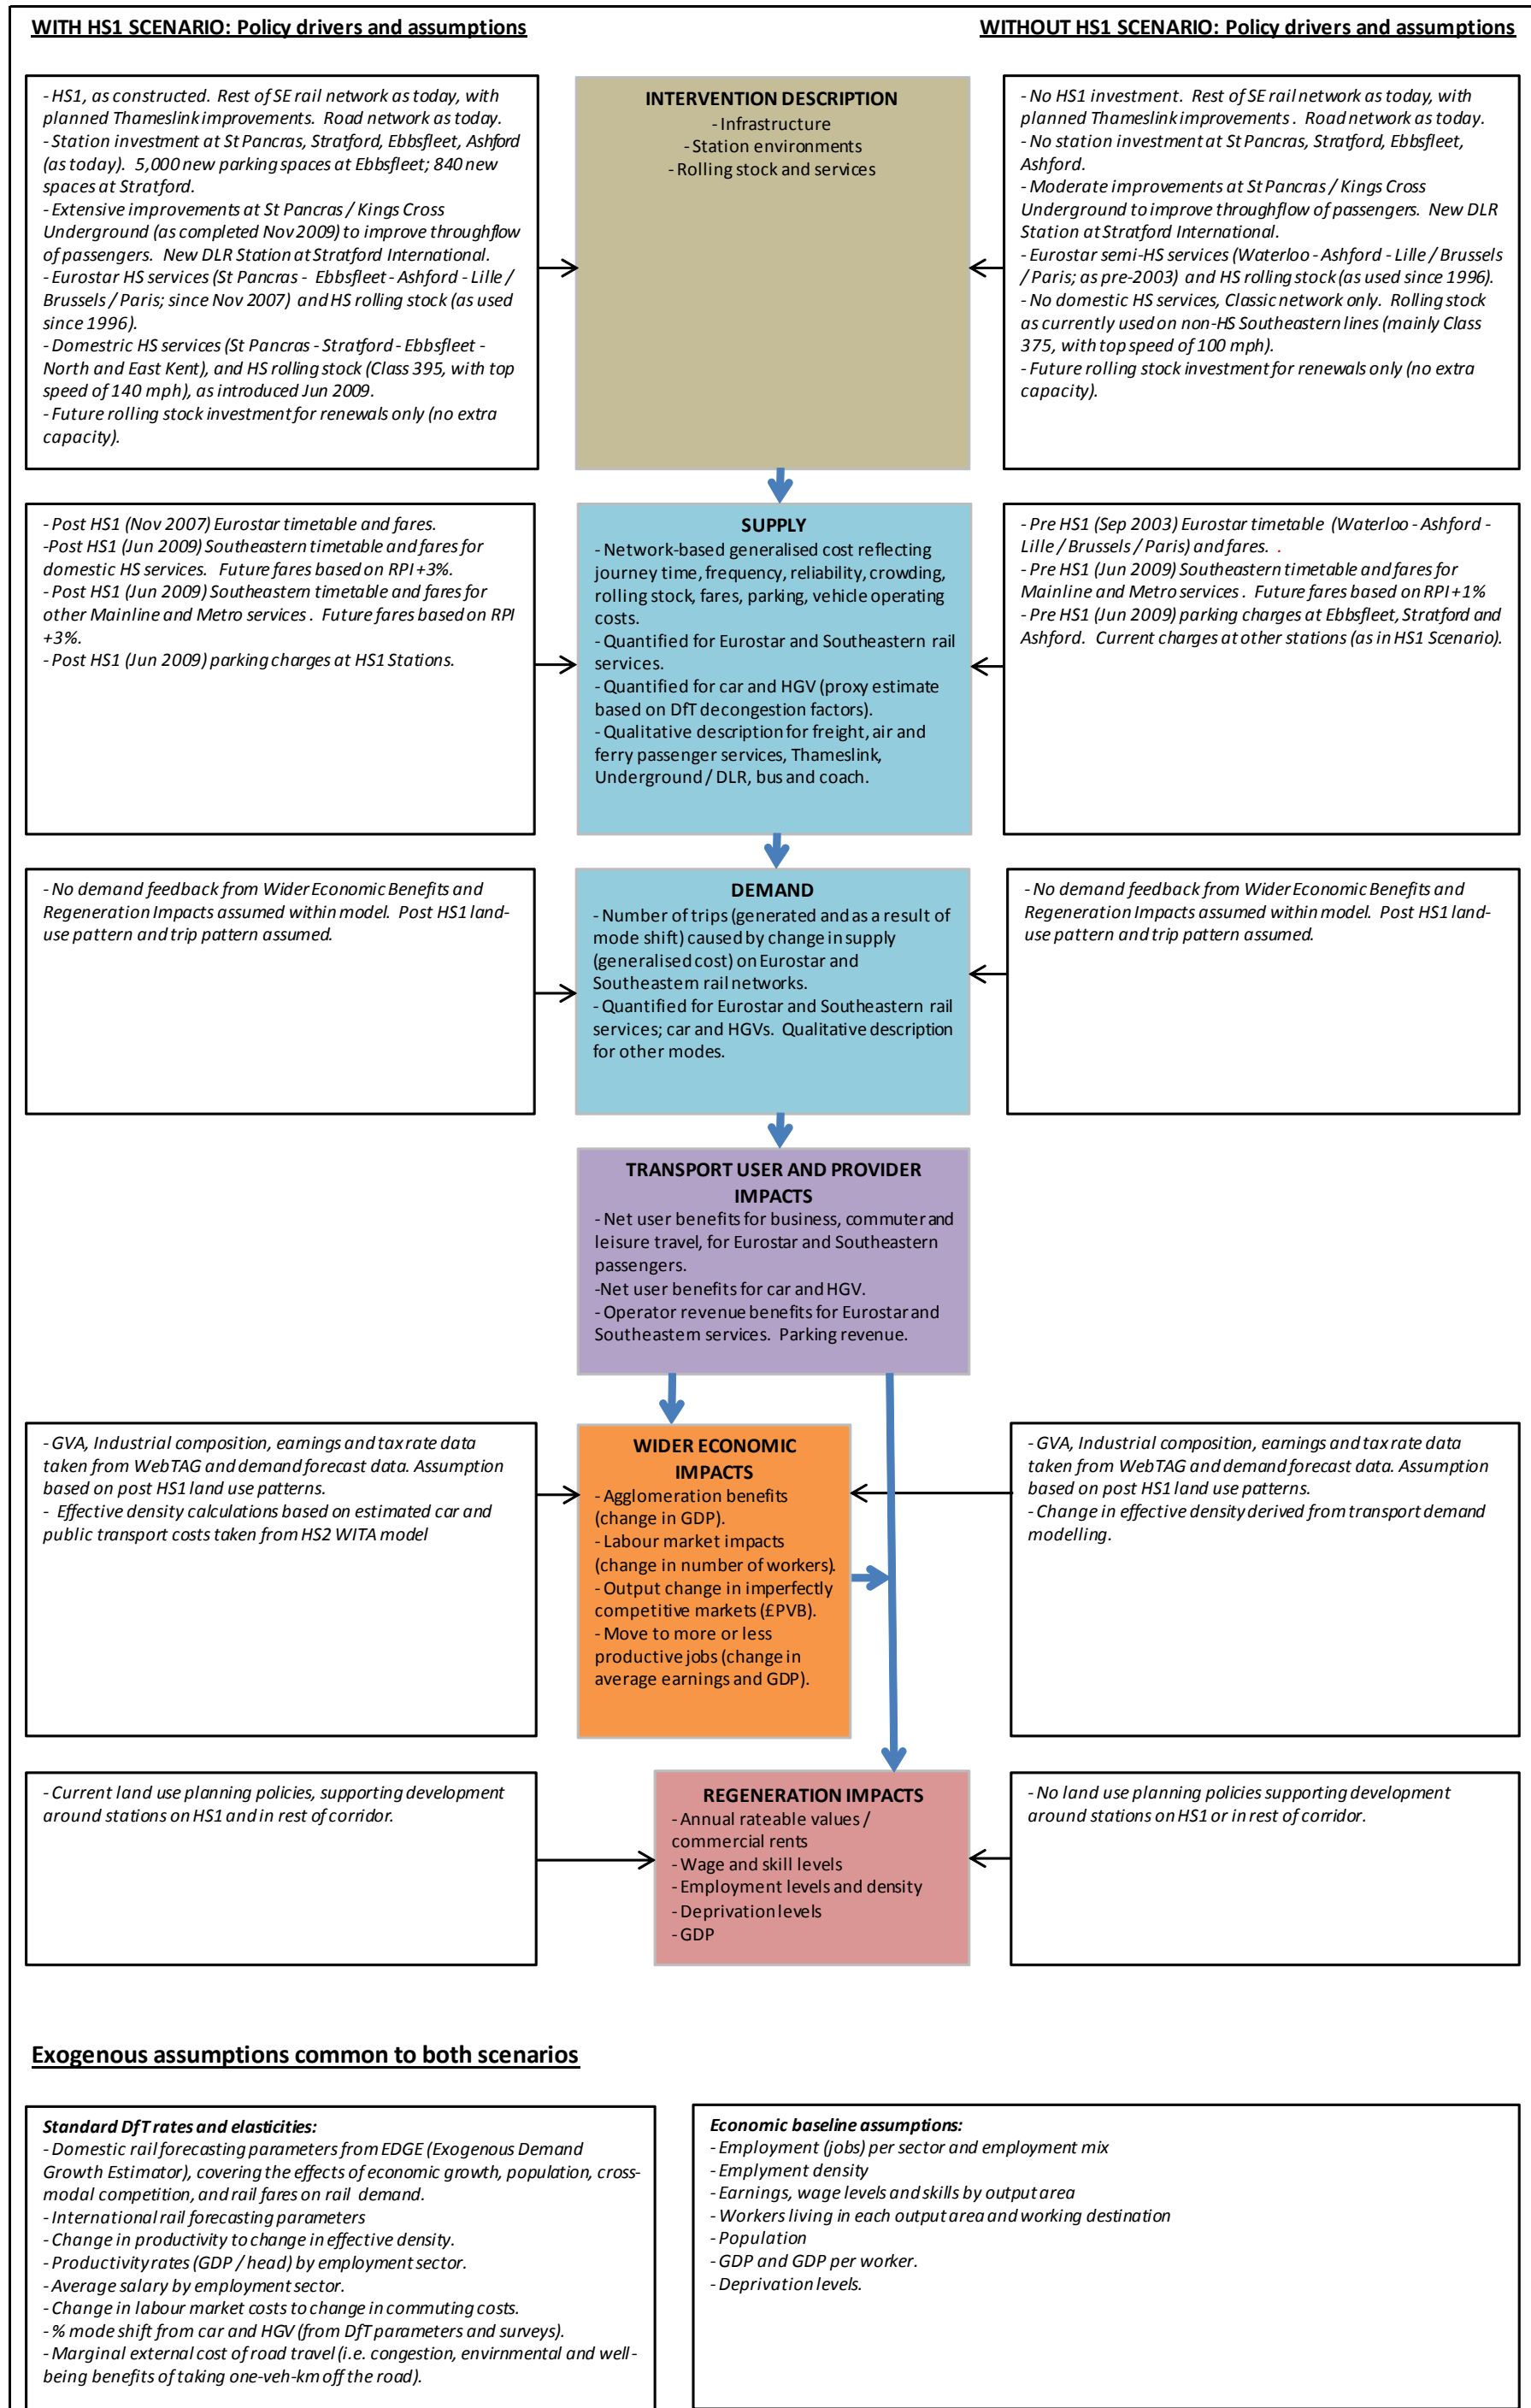 WITH HS1 SCENARIO: Policy drivers and assumptions
WITHOUT HS1 SCENARIO: Policy drivers and assumptions
- HS1, as constructed. Rest of SE rail network as today, with
planned Thameslink improvements. Road network as today.
- Station investment at St Pancras, Stratford, Ebbsfleet, Ashford
(as today). 5,000 new parking spaces at Ebbsfleet; 840 new
spaces at Stratford.
- Extensive improvements at St Pancras / Kings Cross
Underground (as completed Nov 2009) to improve throughflow
of passengers. New DLR Station at Stratford International.
- Eurostar HS services (St Pancras - Ebbsfleet - Ashford - Lille /
Brussels / Paris; since Nov 2007) and HS rolling stock (as used
since 1996).
- Domestric HS services (St Pancras - Stratford - Ebbsfleet -
North and East Kent), and HS rolling stock (Class 395, with top
speed of 140 mph), as introduced Jun 2009.
- Future rolling stock investment for renewals only (no extra
capacity).
INTERVENTION DESCRIPTION
- Infrastructure
- Station environments
- Rolling stock and services
- No HS1 investment. Rest of SE rail network as today, with
planned Thameslink improvements . Road network as today.
- No station investment at St Pancras, Stratford, Ebbsfleet,
Ashford.
- Moderate improvements at St Pancras / Kings Cross
Underground to improve throughflow of passengers. New DLR
Station at Stratford International.
- Eurostar semi-HS services (Waterloo - Ashford - Lille / Brussels
/ Paris; as pre-2003) and HS rolling stock (as used since 1996).
- No domestic HS services, Classic network only. Rolling stock
as currently used on non-HS Southeastern lines (mainly Class
375, with top speed of 100 mph).
- Future rolling stock investment for renewals only (no extra
capacity).
- Post HS1 (Nov 2007) Eurostar timetable and fares.
-Post HS1 (Jun 2009) Southeastern timetable and fares for
domestic HS services. Future fares based on RPI +3%.
- Post HS1 (Jun 2009) Southeastern timetable and fares for
other Mainline and Metro services . Future fares based on RPI
+3%.
- Post HS1 (Jun 2009) parking charges at HS1 Stations.
SUPPLY
- Network-based generalised cost reflecting
journey time, frequency, reliability, crowding,
rolling stock, fares, parking, vehicle operating
costs.
- Quantified for Eurostar and Southeastern rail
services.
- Quantified for car and HGV (proxy estimate
based on DfT decongestion factors).
- Qualitative description for freight, air and
ferry passenger services, Thameslink,
Underground / DLR, bus and coach.
- Pre HS1 (Sep 2003) Eurostar timetable (Waterloo - Ashford -
Lille / Brussels / Paris) and fares. .
- Pre HS1 (Jun 2009) Southeastern timetable and fares for
Mainline and Metro services . Future fares based on RPI +1%
- Pre HS1 (Jun 2009) parking charges at Ebbsfleet, Stratford and
Ashford. Current charges at other stations (as in HS1 Scenario).
- No demand feedback from Wider Economic Benefits and
Regeneration Impacts assumed within model. Post HS1 land-
use pattern and trip pattern assumed.
DEMAND
- Number of trips (generated and as a result of
mode shift) caused by change in supply
(generalised cost) on Eurostar and
Southeastern rail networks.
- Quantified for Eurostar and Southeastern rail
services; car and HGVs. Qualitative description
for other modes.
- No demand feedback from Wider Economic Benefits and
Regeneration Impacts assumed within model. Post HS1 land-
use pattern and trip pattern assumed.
TRANSPORT USER AND PROVIDER
IMPACTS
- Net user benefits for business, commuter and
leisure travel, for Eurostar and Southeastern
passengers.
-Net user benefits for car and HGV.
- Operator revenue benefits for Eurostar and
Southeastern services. Parking revenue.
- GVA, Industrial composition, earnings and tax rate data
taken from WebTAG and demand forecast data. Assumption
based on post HS1 land use patterns.
- Effective density calculations based on estimated car and
public transport costs taken from HS2 WITA model
WIDER ECONOMIC
IMPACTS
- Agglomeration benefits
(change in GDP).
- Labour market impacts
(change in number of workers).
- Output change in imperfectly
competitive markets (£PVB).
- Move to more or less
productive jobs (change in
average earnings and GDP).
- GVA, Industrial composition, earnings and tax rate data
taken from WebTAG and demand forecast data. Assumption
based on post HS1 land use patterns.
- Change in effective density derived from transport demand
modelling.
- Current land use planning policies, supporting development
around stations on HS1 and in rest of corridor.
REGENERATION IMPACTS
- Annual rateable values /
commercial rents
- Wage and skill levels
- Employment levels and density
- Deprivation levels
- GDP
- No land use planning policies supporting development
around stations on HS1 or in rest of corridor.
Exogenous assumptions common to both scenarios
Standard DfT rates and elasticities:
- Domestic rail forecasting parameters from EDGE (Exogenous Demand
Growth Estimator), covering the effects of economic growth, population, cross-
modal competition, and rail fares on rail demand.
- International rail forecasting parameters
- Change in productivity to change in effective density.
- Productivity rates (GDP / head) by employment sector.
- Average salary by employment sector.
- Change in labour market costs to change in commuting costs.
- % mode shift from car and HGV (from DfT parameters and surveys).
- Marginal external cost of road travel (i.e. congestion, envirnmental and well-
being benefits of taking one-veh-km off the road).
Economic baseline assumptions:
- Employment (jobs) per sector and employment mix
- Emplyment density
- Earnings, wage levels and skills by output area
- Workers living in each output area and working destination
- Population
- GDP and GDP per worker.
- Deprivation levels.